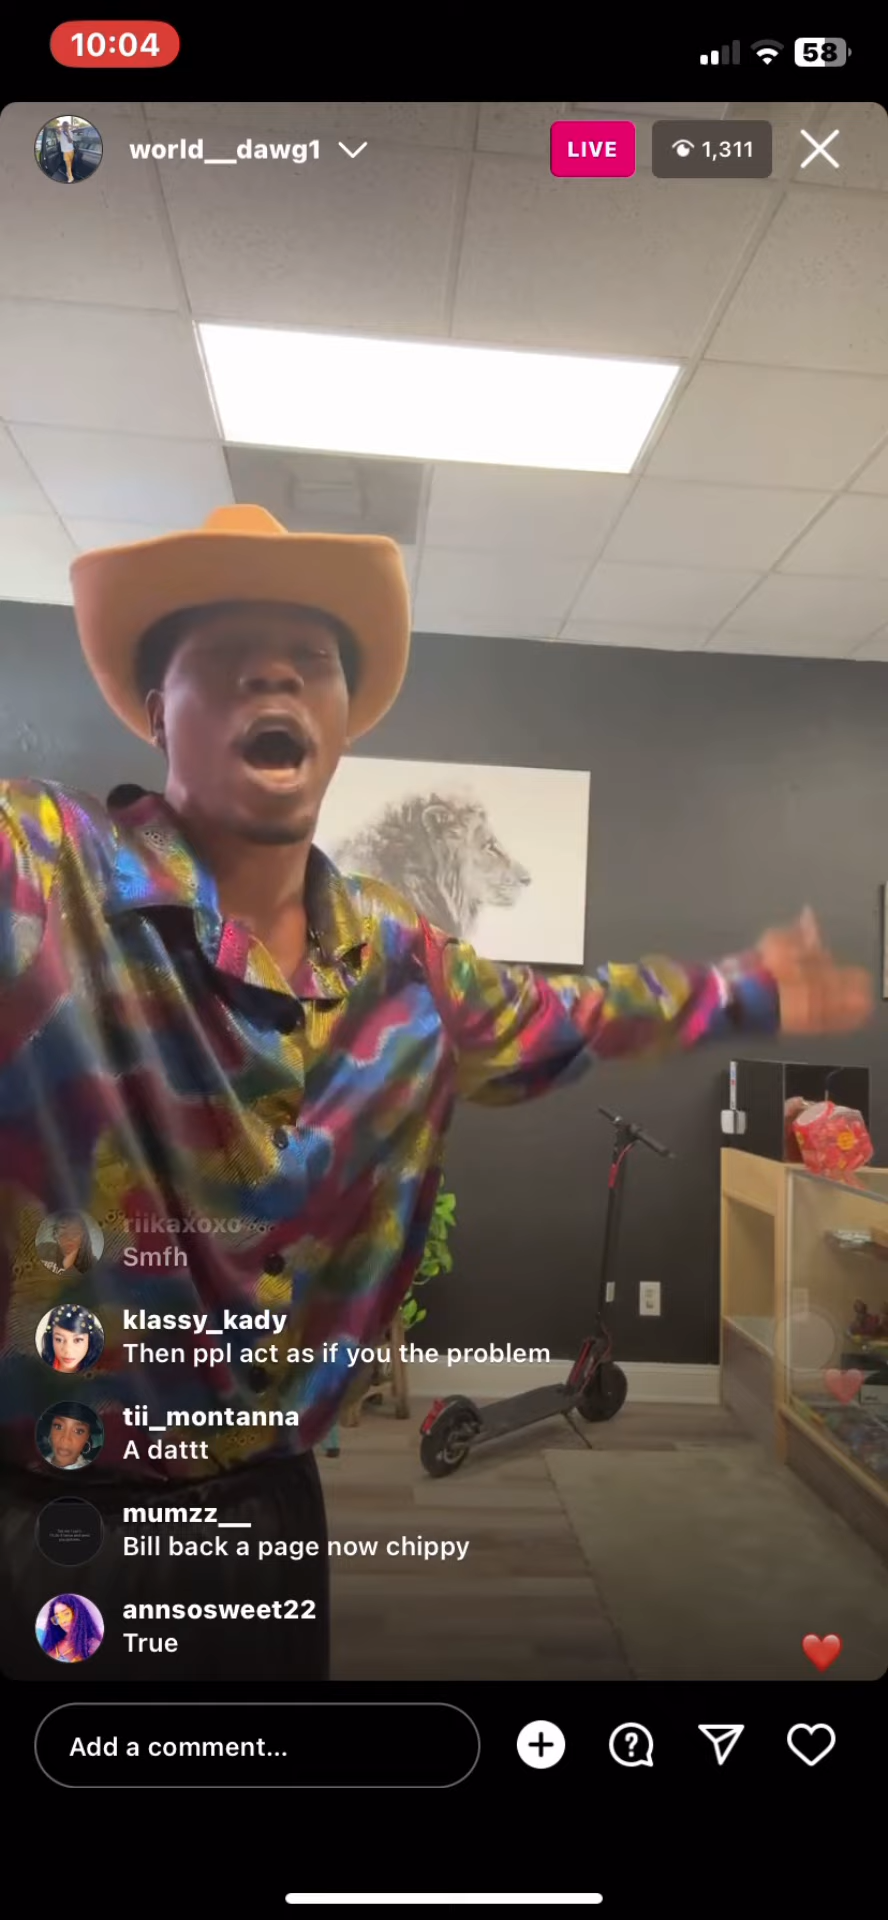 10:04
58
world__dawg1
LIVE
1,311
riikaxoxo
Smfh
klassy_kady
Then ppl act as if you the problem
tii_montanna
A dattt
mumzz__
Bill back a page now chippy
annsosweet22
True
Add a comment...